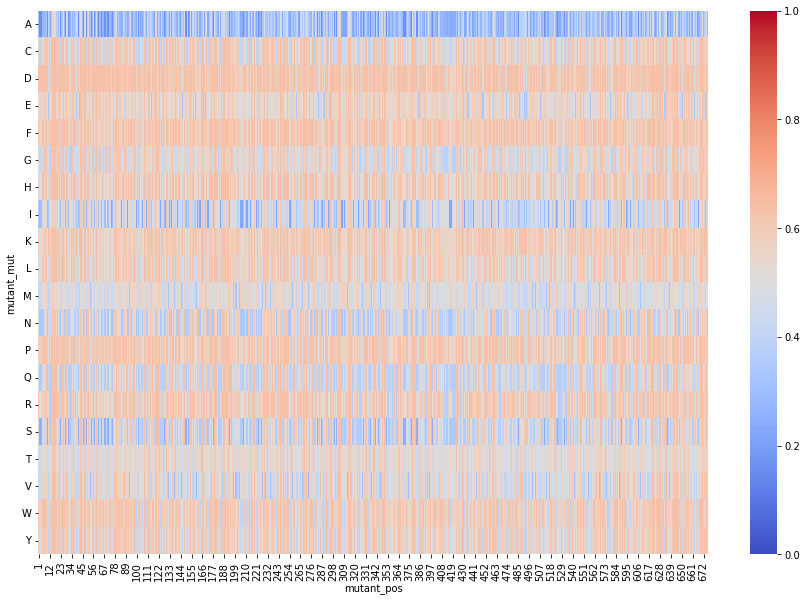 mutant_mut
A
C
D
E
F
G
H
I
K
L
M
N
P
Q
R
S
T
V
W
Y
1 12 23 34 45 56 67 78 89 100 111 122 133 144 155 166 177 188 199 210 221 232 243 254 265 276 287 298 309 320 331 342 353 364 375 386 397 408 419 430 441 452 463 474 485 496 507 518 529 540 551 562 573 584 595 606 617 628 639 650 661 672
mutant_pos
1.0
0.8
0.6
0.4
0.2
0.0